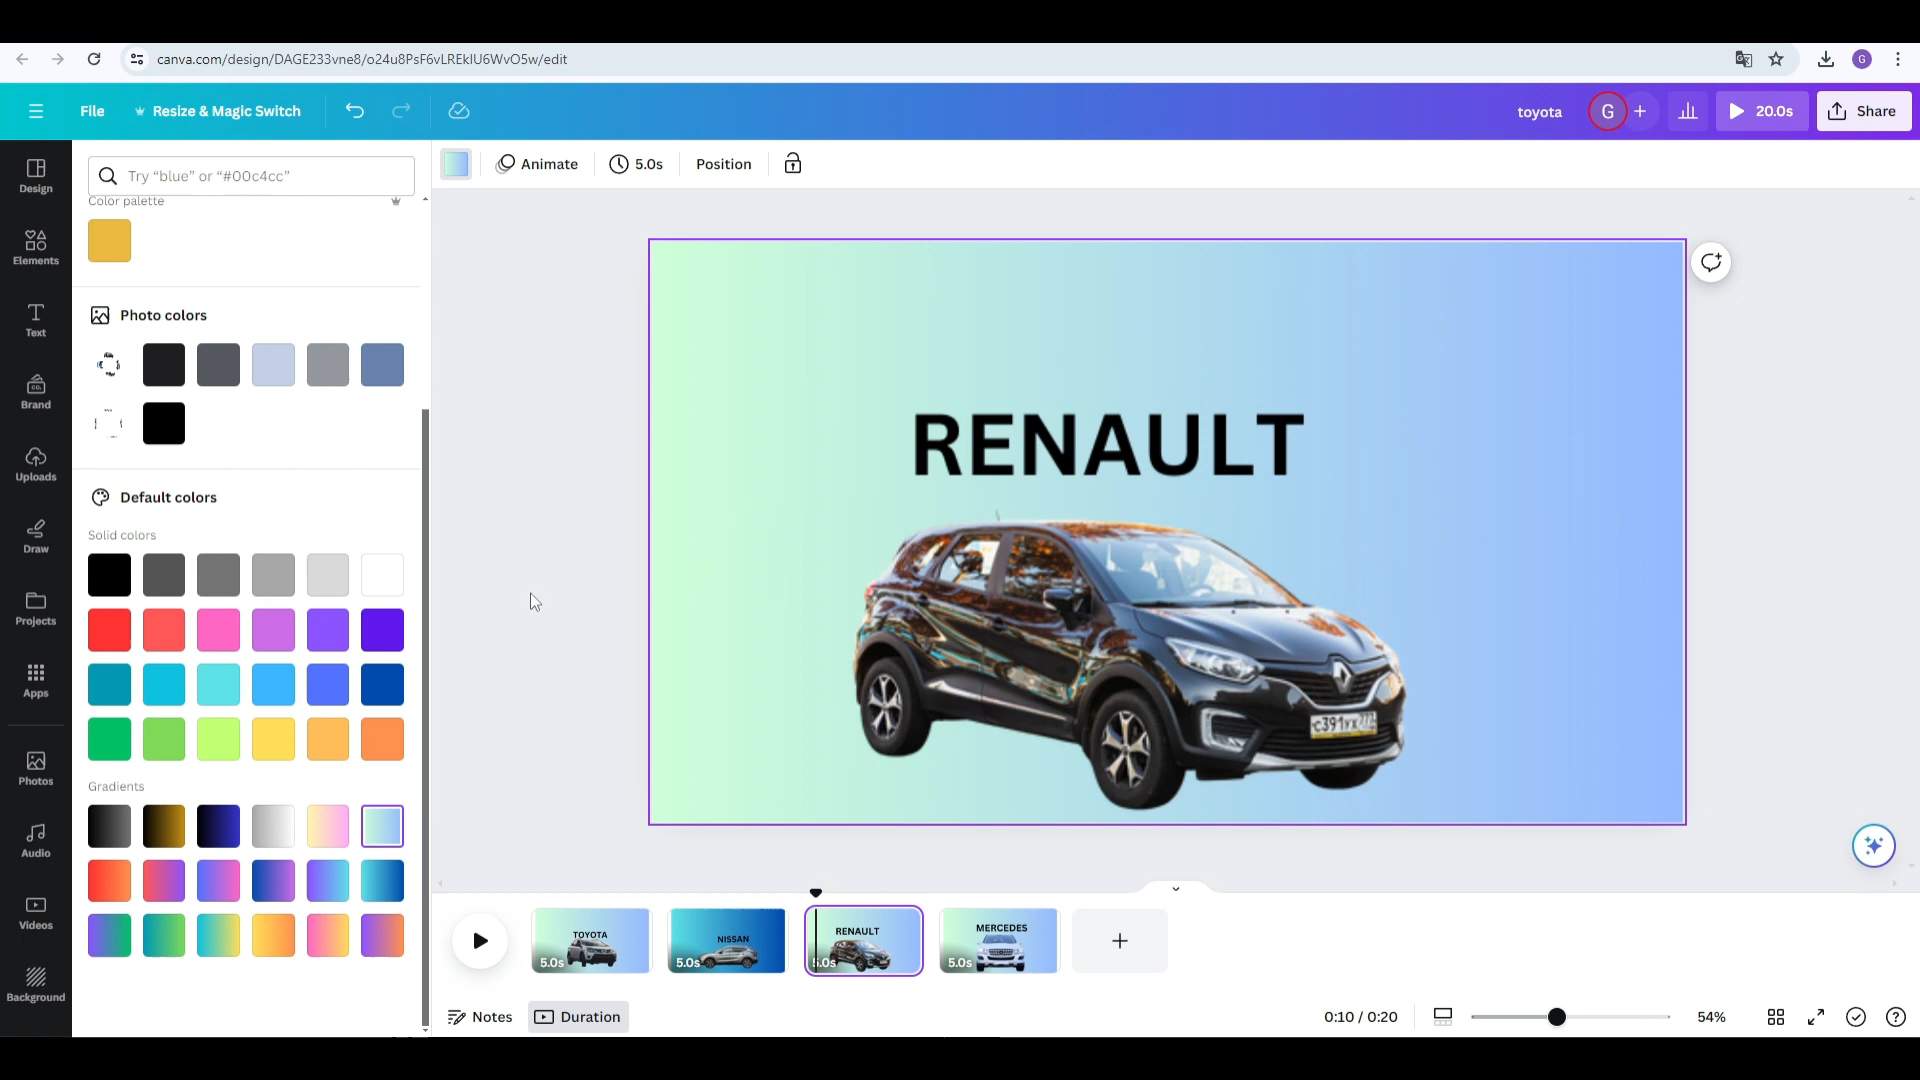 canva.com/design/DAGE233vne8/o24u8PsF6vLREkIU6WvO5w/edit
G
File
Resize & Magic Switch
toyota
G
20.0s
Share
Design
Elements
Text
Brand
Uploads
Draw
Projects
Apps
Photos
Audio
Videos
Background
Try “blue” or “#00c4cc”
Color palette
Photo colors
Default colors
Solid colors
Gradients
Animate
5.0s
Position
RENAULT
с391ух777
TOYOTA
5.0s
NISSAN
5.0s
RENAULT
5.0s
MERCEDES
5.0s
Notes
Duration
0:10 / 0:20
54%